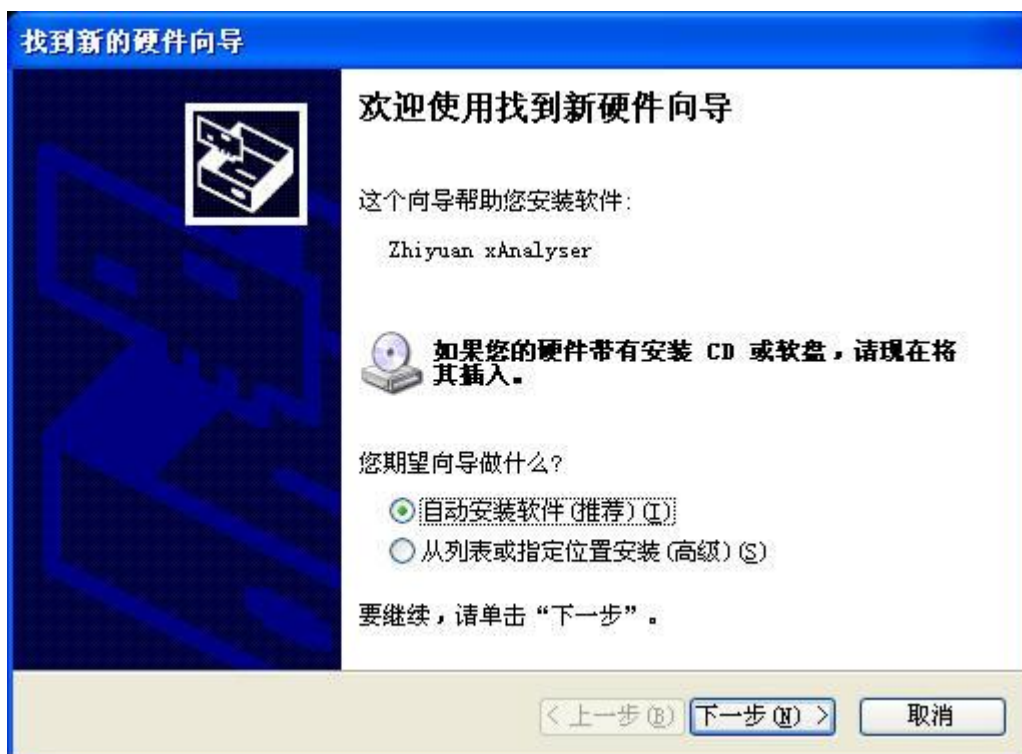 找到新的硬件向导
欢迎使用找到新硬件向导
这个向导帮助您安装软件:
Zhiyuan xAnalyser
如果您的硬件带有安装 CD 或软盘，请现在将
其插入。
您期望向导做什么?
自动安装软件(推荐)(I)
从列表或指定位置安装(高级)(S)
要继续，请单击“下一步”。
< 上一步(B) 下一步(N) > 取消